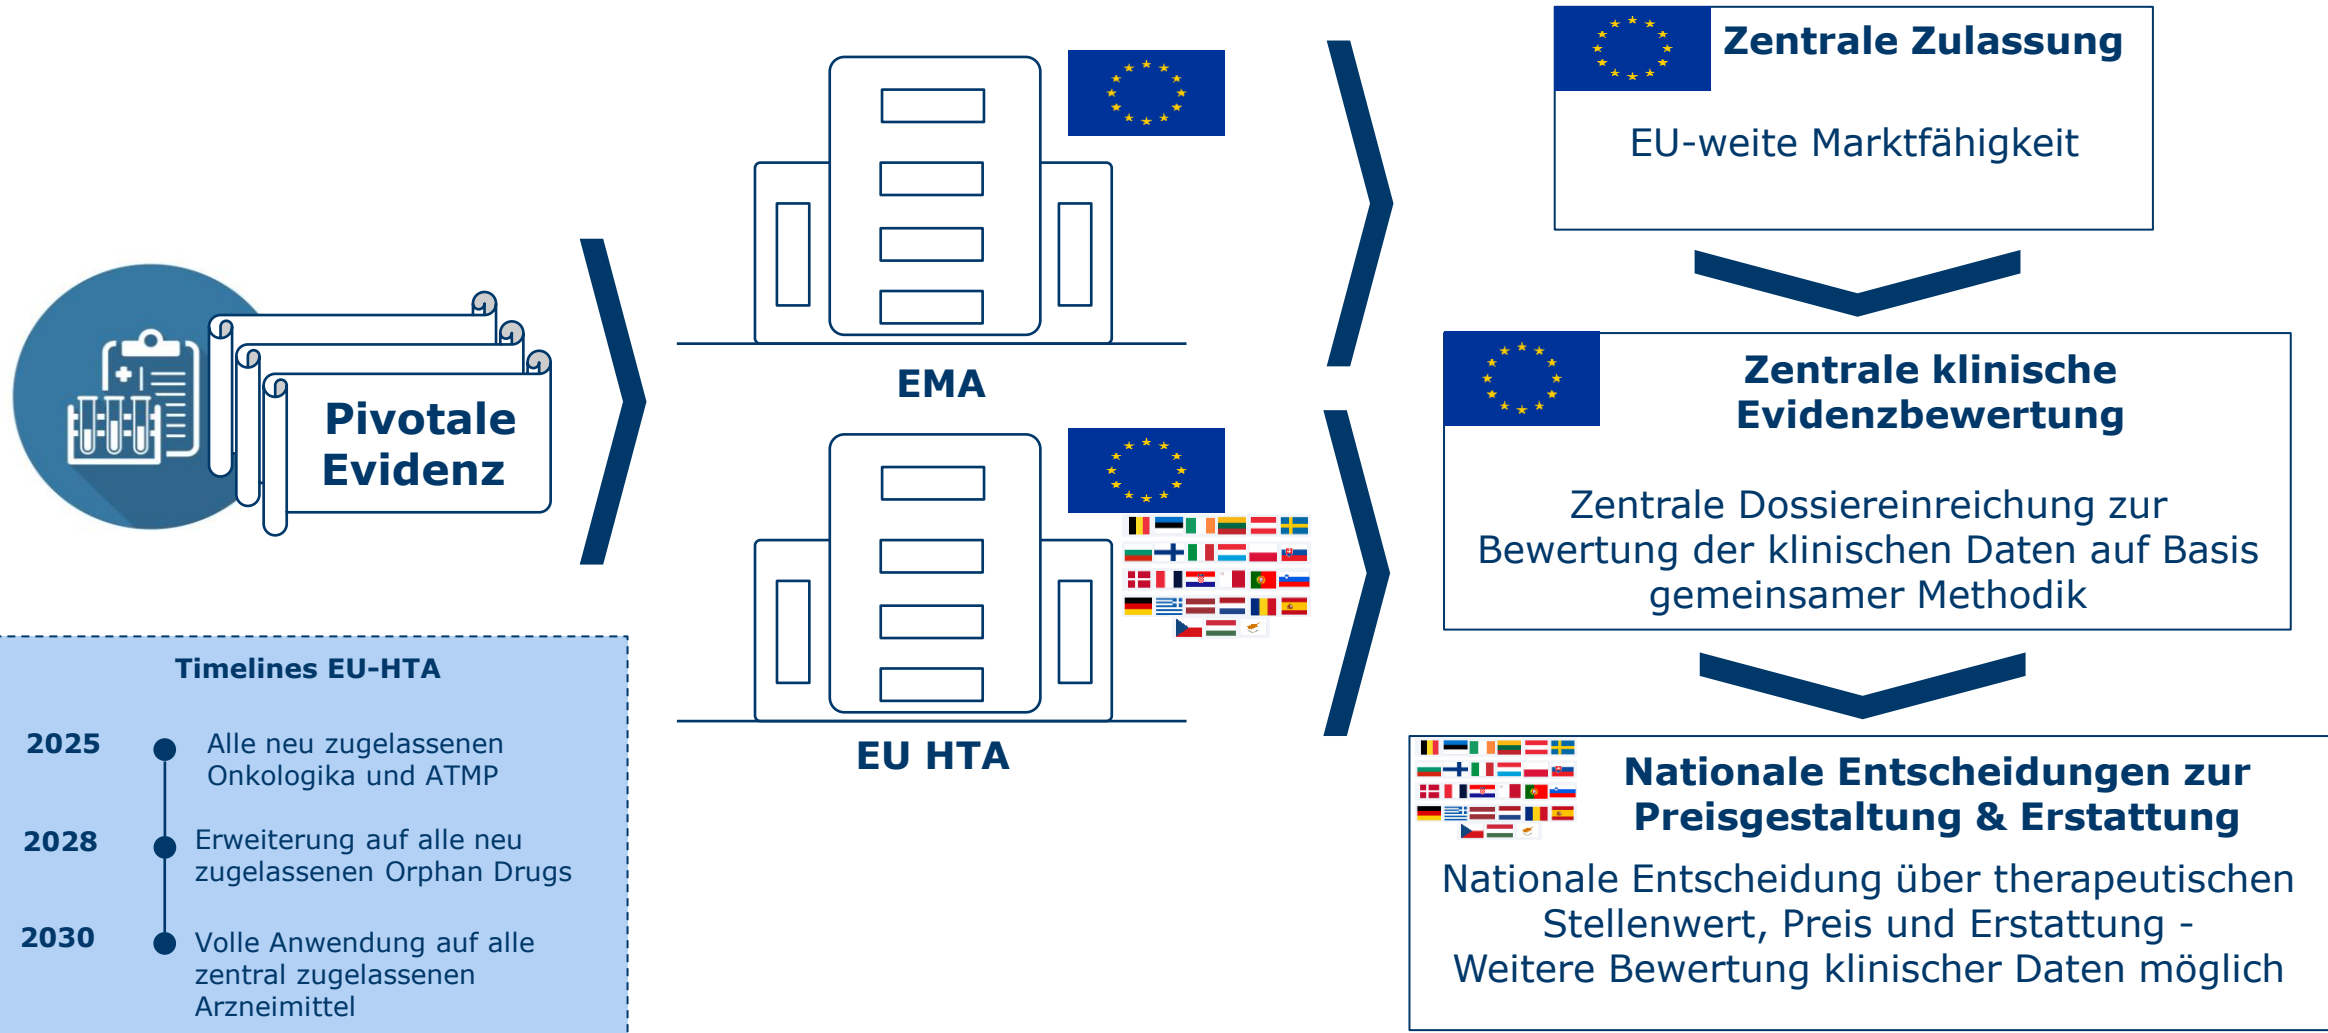 Pivotale
Evidenz
EMA
EU HTA
Timelines EU-HTA
2025
Alle neu zugelassenen
Onkologika und ATMP
2028
Erweiterung auf alle neu
zugelassenen Orphan Drugs
2030
Volle Anwendung auf alle
zentral zugelassenen
Arzneimittel
Zentrale Zulassung
EU-weite Marktfähigkeit
Zentrale klinische
Evidenzbewertung
Zentrale Dossiereinreichung zur
Bewertung der klinischen Daten auf Basis
gemeinsamer Methodik
Nationale Entscheidungen zur
Preisgestaltung & Erstattung
Nationale Entscheidung über therapeutischen
Stellenwert, Preis und Erstattung -
Weitere Bewertung klinischer Daten möglich